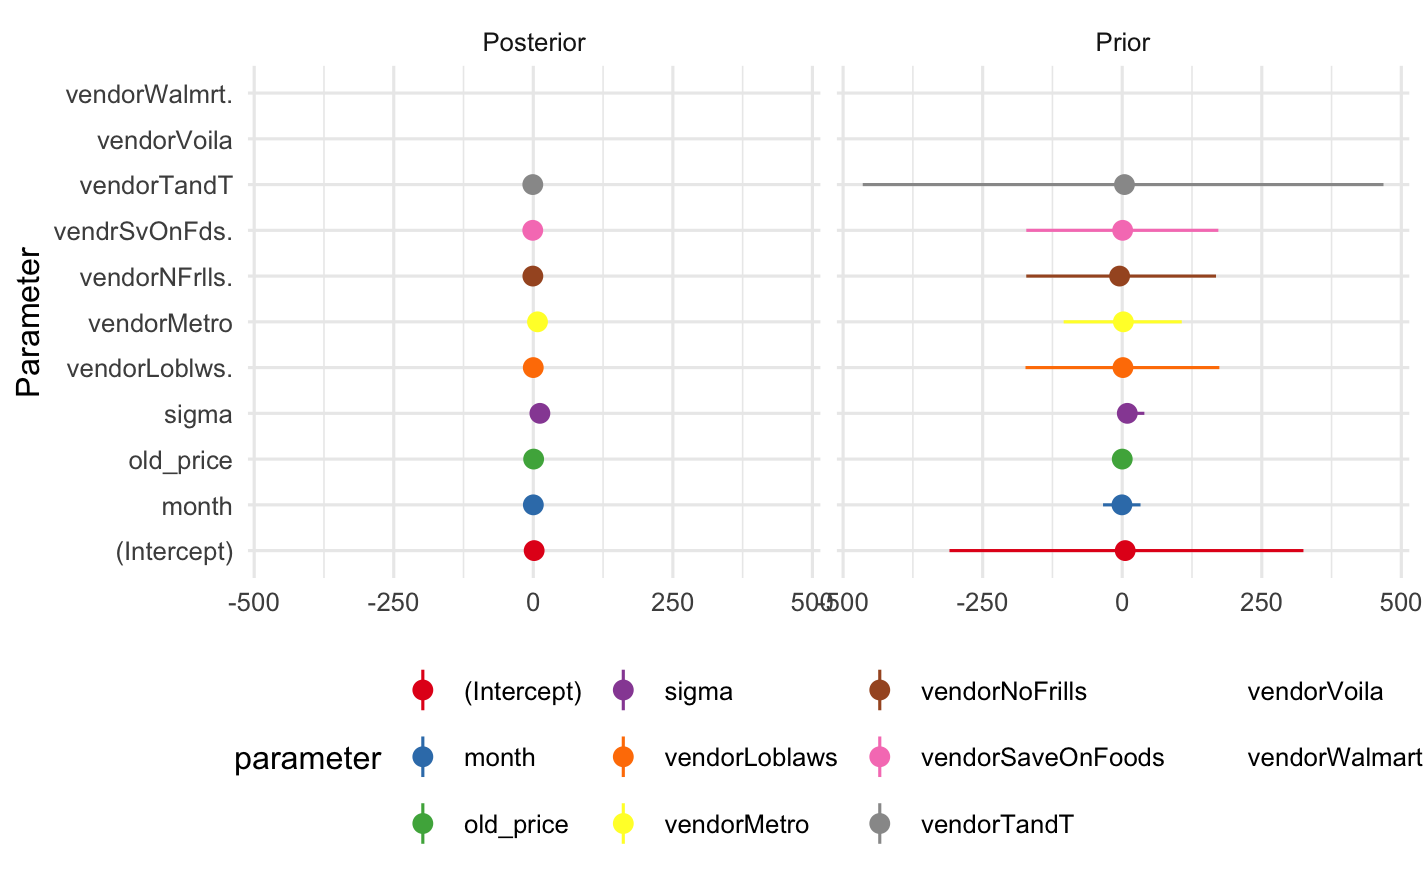 Posterior Prior
Parameter
vendorWalmrt.
vendorVoila
vendorTandT
vendrSvOnFds.
vendorNFrlls.
vendorMetro
vendorLoblws.
sigma
old_price
month
(Intercept)
-500 -250 0 250 500 -500 -250 0 250 500
parameter
(Intercept) sigma vendorNoFrills vendorVoila
month vendorLoblaws vendorSaveOnFoods vendorWalmart
old_price vendorMetro vendorTandT